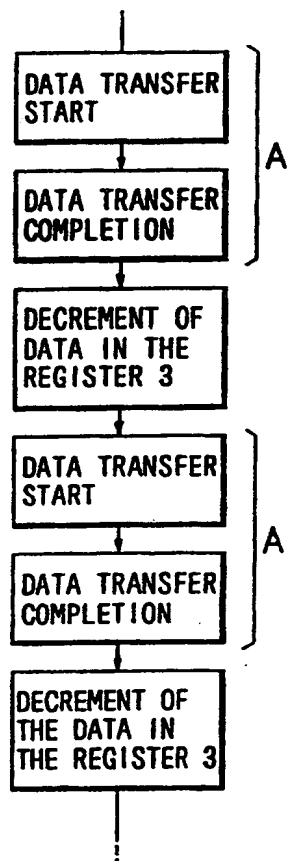 DATA TRANSFER
START
A
DATA TRANSFER
COMPLETION
DECREMENT OF
DATA IN THE
REGISTER 3
DATA TRANSFER
START
A
DATA TRANSFER
COMPLETION
DECREMENT OF
THE DATA IN
THE REGISTER 3